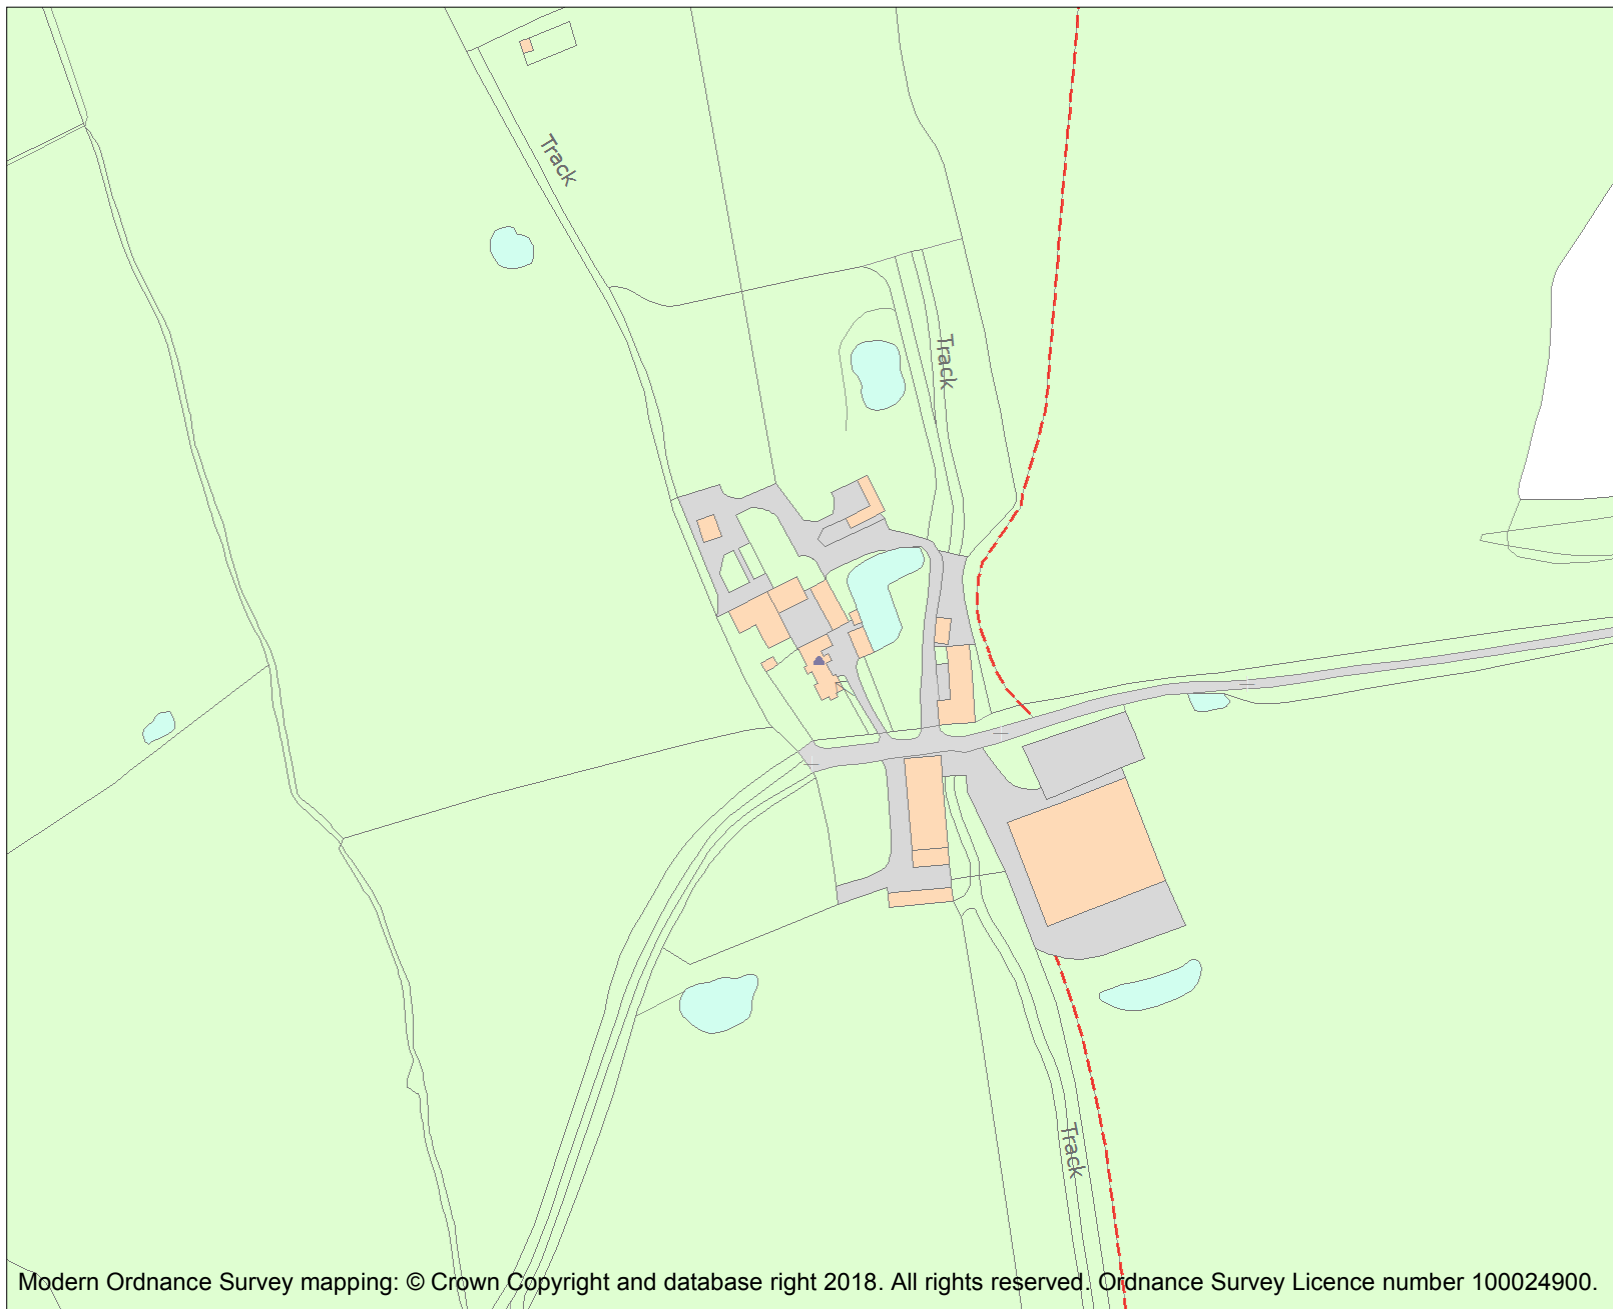 Track
Track
Track
Modern Ordnance Survey mapping: © Crown Copyright and database right 2018. All rights reserved. Ordnance Survey Licence number 100024900.